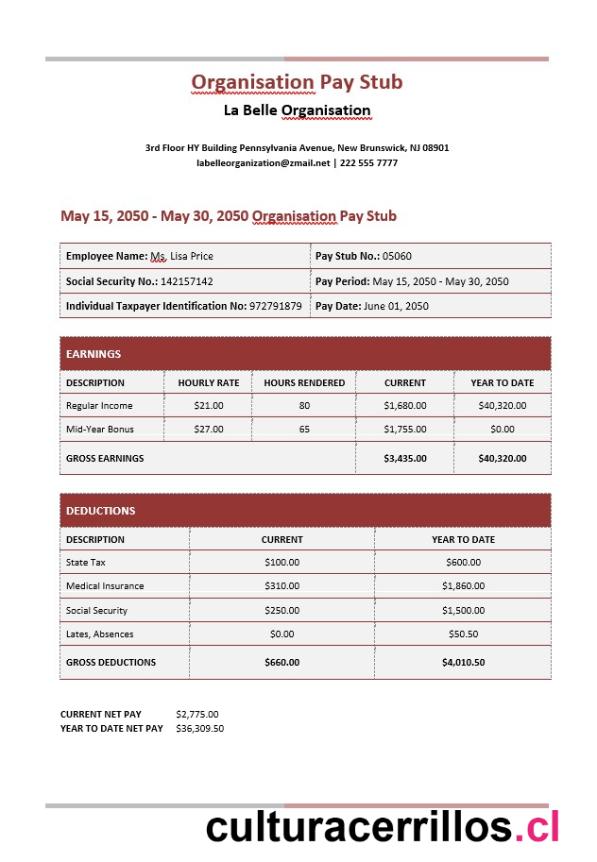 Organisation Pay Stub
La Belle Organisation
3rd Floor HY Building Pennsylvania Avenue, New Brunswick, NJ 08901
labelleorganization@zmail.net | 222 555 7777
May 15, 2050 - May 30, 2050 Organisation Pay Stub
Employee Name: Ms. Lisa Price Pay Stub No.: 05060
Social Security No.: 142157142 Pay Period: May 15, 2050 - May 30, 2050
Individual Taxpayer Identification No: 972791879 Pay Date: June 01, 2050
EARNINGS
DESCRIPTION HOURLY RATE HOURS RENDERED CURRENT YEAR TO DATE
Regular Income $21.00 80 $1,680.00 $40,320.00
Mid-Year Bonus $27.00 65 $1,755.00 $0.00
GROSS EARNINGS $3,435.00 $40,320.00
DEDUCTIONS
DESCRIPTION CURRENT YEAR TO DATE
State Tax $100.00 $600.00
Medical Insurance $310.00 $1,860.00
Social Security $250.00 $1,500.00
Lates, Absences $0.00 $50.50
GROSS DEDUCTIONS $660.00 $4,010.50
CURRENT NET PAY $2,775.00
YEAR TO DATE NET PAY $36,309.50
culturacerrillos.cl